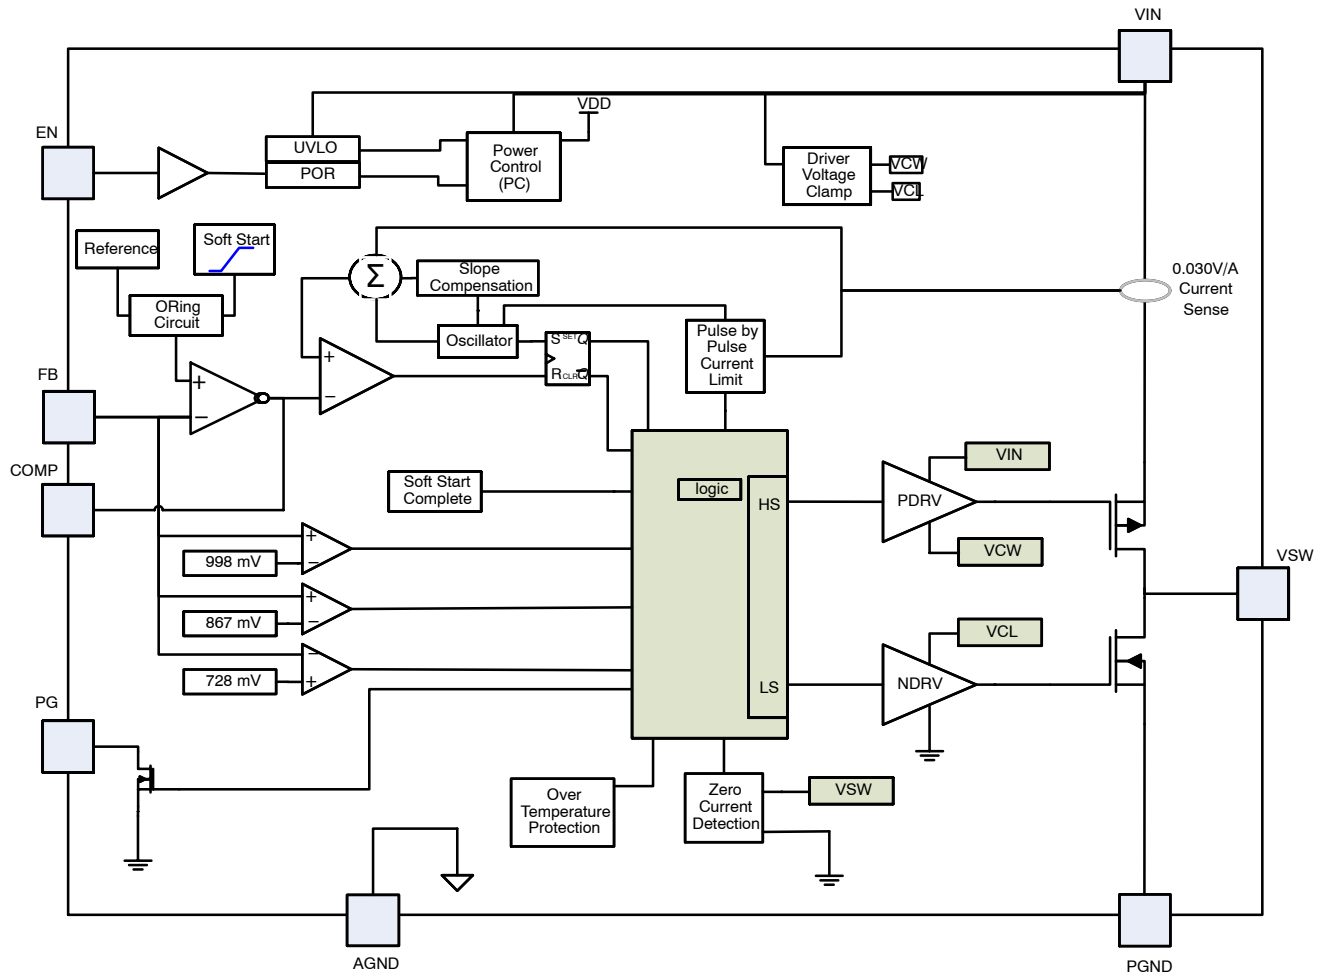 VIN
EN
UVLO
POR
Power
Control
(PC)
VDD
Driver
Voltage
Clamp
VCW
VCL
Reference
Soft Start
ORing
Circuit
Σ
Slope
Compensation
Oscillator
S SET Q
R CLR Q
Pulse by
Pulse
Current
Limit
0.030V/A
Current
Sense
FB
+
−
+
−
COMP
Soft Start
Complete
logic
HS
LS
PDRV
VIN
VCW
VSW
998 mV
+
−
867 mV
+
−
728 mV
−
+
NDRV
VCL
PG
Over
Temperature
Protection
Zero
Current
Detection
VSW
AGND
PGND